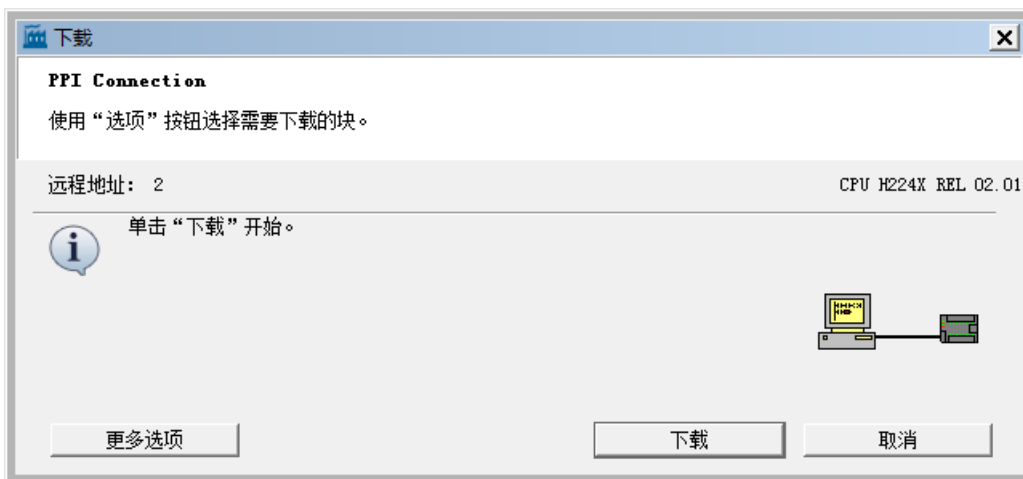 下载
PPI Connection
使用“选项”按钮选择需要下载的块。
远程地址： 2
CPU H224X REL 02.01
单击“下载”开始。
更多选项
下载
取消